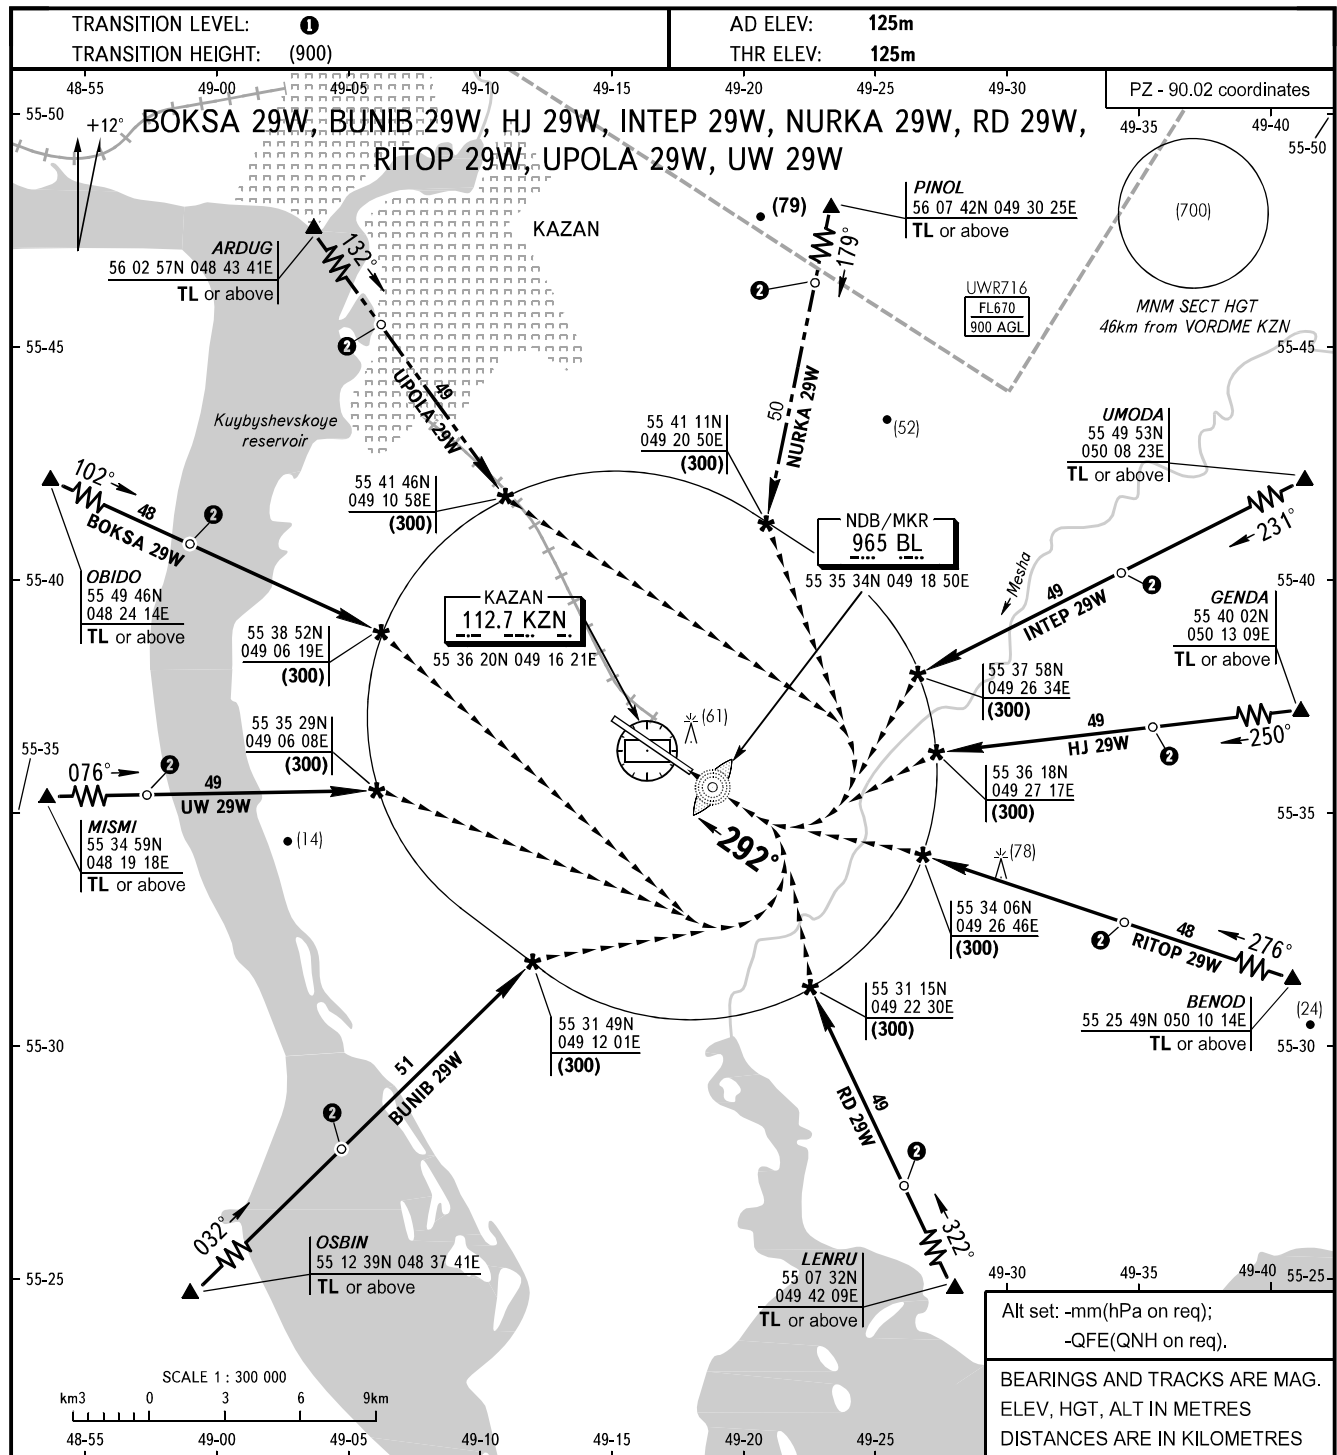 TRANSITION LEVEL: ❶
TRANSITION HEIGHT: (900)
AD ELEV: 125m
THR ELEV: 125m
48-55 49-00 49-05 49-10 49-15 49-20 49-25 49-30
PZ - 90.02 coordinates
49-35 49-40
55-50
55-50
+12°
BOKSA 29W, BUNIB 29W, HJ 29W, INTEP 29W, NURKA 29W, RD 29W,
RITOP 29W, UPOLA 29W, UW 29W
KAZAN
ARDUG
56 02 57N 048 43 41E
TL or above
132°
❷
49
UPOLA 29W
(79)
PINOL
56 07 42N 049 30 25E
TL or above
179°
❷
50
NURKA 29W
UWR716
FL670
900 AGL
(700)
MNM SECT HGT
46km from VORDME KZN
55-45
55-45
Kuybyshevskoye
reservoir
(52)
55 41 11N
049 20 50E
(300)
55 41 46N
049 10 58E
(300)
UMODA
55 49 53N
050 08 23E
TL or above
231°
❷
49
INTEP 29W
102°
48
❷
BOKSA 29W
OBIDO
55 49 46N
048 24 14E
TL or above
55-40
55-40
NDB/MKR
965 BL
55 35 34N 049 18 50E
Mesha
KAZAN
112.7 KZN
55 36 20N 049 16 21E
55 38 52N
049 06 19E
(300)
GENDA
55 40 02N
050 13 09E
TL or above
55 37 58N
049 26 34E
(300)
49
HJ 29W
❷
250°
(61)
55 35 29N
049 06 08E
(300)
55-35
55-35
076°
❷
49
UW 29W
MISMI
55 34 59N
048 19 18E
TL or above
(14)
55 36 18N
049 27 17E
(300)
292°
(78)
55 34 06N
049 26 46E
(300)
❷
48
RITOP 29W
276°
BENOD
55 25 49N 050 10 14E
TL or above
(24)
55-30
55-30
55 31 49N
049 12 01E
(300)
55 31 15N
049 22 30E
(300)
51
BUNIB 29W
❷
032°
OSBIN
55 12 39N 048 37 41E
TL or above
49
RD 29W
❷
322°
LENRU
55 07 32N
049 42 09E
TL or above
55-25
49-30 49-35 49-40 55-25
Alt set: -mm(hPa on req);
-QFE(QNH on req).
BEARINGS AND TRACKS ARE MAG.
ELEV, HGT, ALT IN METRES
DISTANCES ARE IN KILOMETRES
SCALE 1 : 300 000
km3 0 3 6 9km
48-55 49-00 49-05 49-10 49-15 49-20 49-25